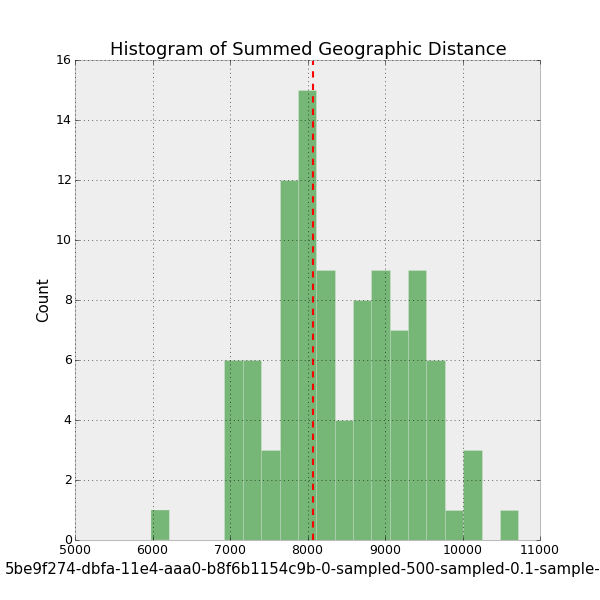 Histogram of Summed Geographic Distance
16
14
12
10
8
6
4
2
0
Count
5000 6000 7000 8000 9000 10000 11000
5be9f274-dbfa-11e4-aaa0-b8f6b1154c9b-0-sampled-500-sampled-0.1-sample-